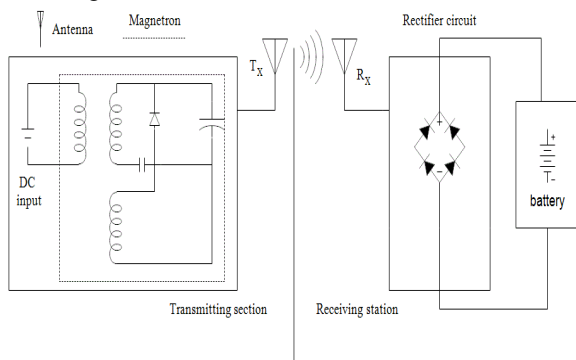 Antenna
Magnetron
Rectifier circuit
TX
RX
+
−
+
−
DC
input
battery
Transmitting section
Receiving station